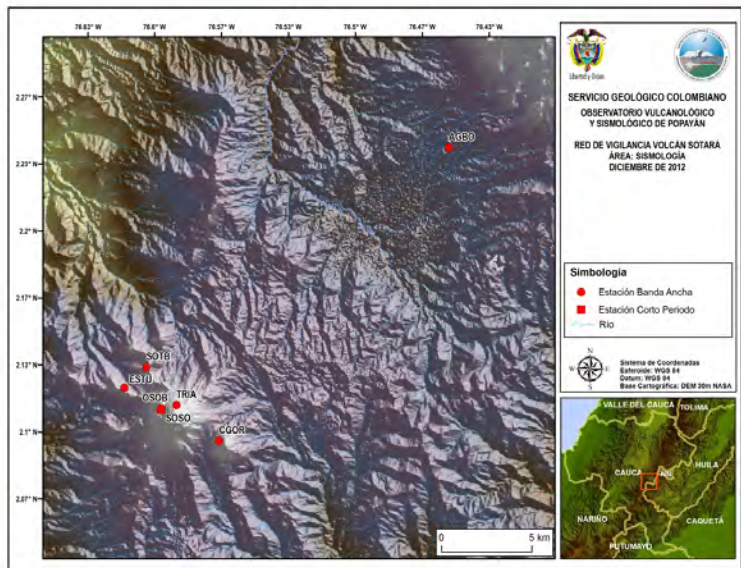 76.83° W
76.6° W
76.57° W
76.53° W
76.5° W
76.47° W
76.43° W
2.27° N
2.25° N
2.2° N
2.17° N
2.13° N
2.1° N
2.07° N
AGBO
SOTB
ESTU
OSOB
TRIA
SOSO
CGOR
0 5 km
Libertad y Orden
SERVICIO GEOLÓGICO COLOMBIANO
OBSERVATORIO VULCANOLÓGICO
Y SISMOLÓGICO DE POPAYÁN
RED DE VIGILANCIA VOLCÁN SOTARÁ
ÁREA: SISMOLOGÍA
DICIEMBRE DE 2012
Simbología
Estación Banda Ancha
Estación Corto Periodo
Río
N
W E
S
Sistema de Coordenadas
Esferoide: WGS 84
Datum: WGS 84
Base Cartográfica: DEM 30m NASA
VALLE DEL CAUCA
TOLIMA
HUILA
CAUCA
NARIÑO
CAQUETÁ
PUTUMAYO